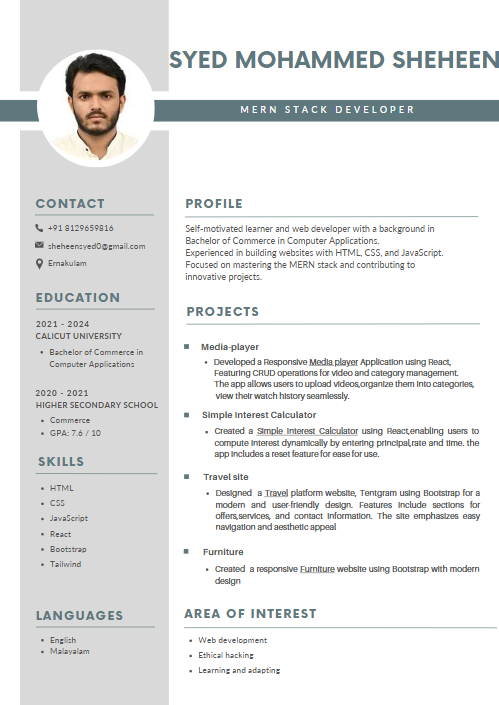 SYED MOHAMMED SHEHEEN
MERN STACK DEVELOPER
CONTACT
+91 8129659816
sheheensyed0@gmail.com
Ernakulam
EDUCATION
2021 - 2024
CALICUT UNIVERSITY
Bachelor of Commerce in
Computer Applications
2020 - 2021
HIGHER SECONDARY SCHOOL
Commerce
GPA: 7.6 / 10
SKILLS
HTML
CSS
JavaScript
React
Bootstrap
Tailwind
LANGUAGES
English
Malayalam
PROFILE
Self-motivated learner and web developer with a background in
Bachelor of Commerce in Computer Applications.
Experienced in building websites with HTML, CSS, and JavaScript.
Focused on mastering the MERN stack and contributing to
innovative projects.
PROJECTS
Media-player
Developed a Responsive Media player Application using React,
Featuring CRUD operations for video and category management.
The app allows users to upload videos,organize them into categories,
view their watch history seamlessly.
Simple Interest Calculator
Created a Simple Interest Calculator using React,enabling users to
compute interest dynamically by entering principal,rate and time. the
app includes a reset feature for ease for use.
Travel site
Designed a Travel platform website, Tentgram using Bootstrap for a
modern and user-friendly design. Features include sections for
offers,services, and contact information. The site emphasizes easy
navigation and aesthetic appeal
Furniture
Created a responsive Furniture website using Bootstrap with modern
design
AREA OF INTEREST
Web development
Ethical hacking
Learning and adapting